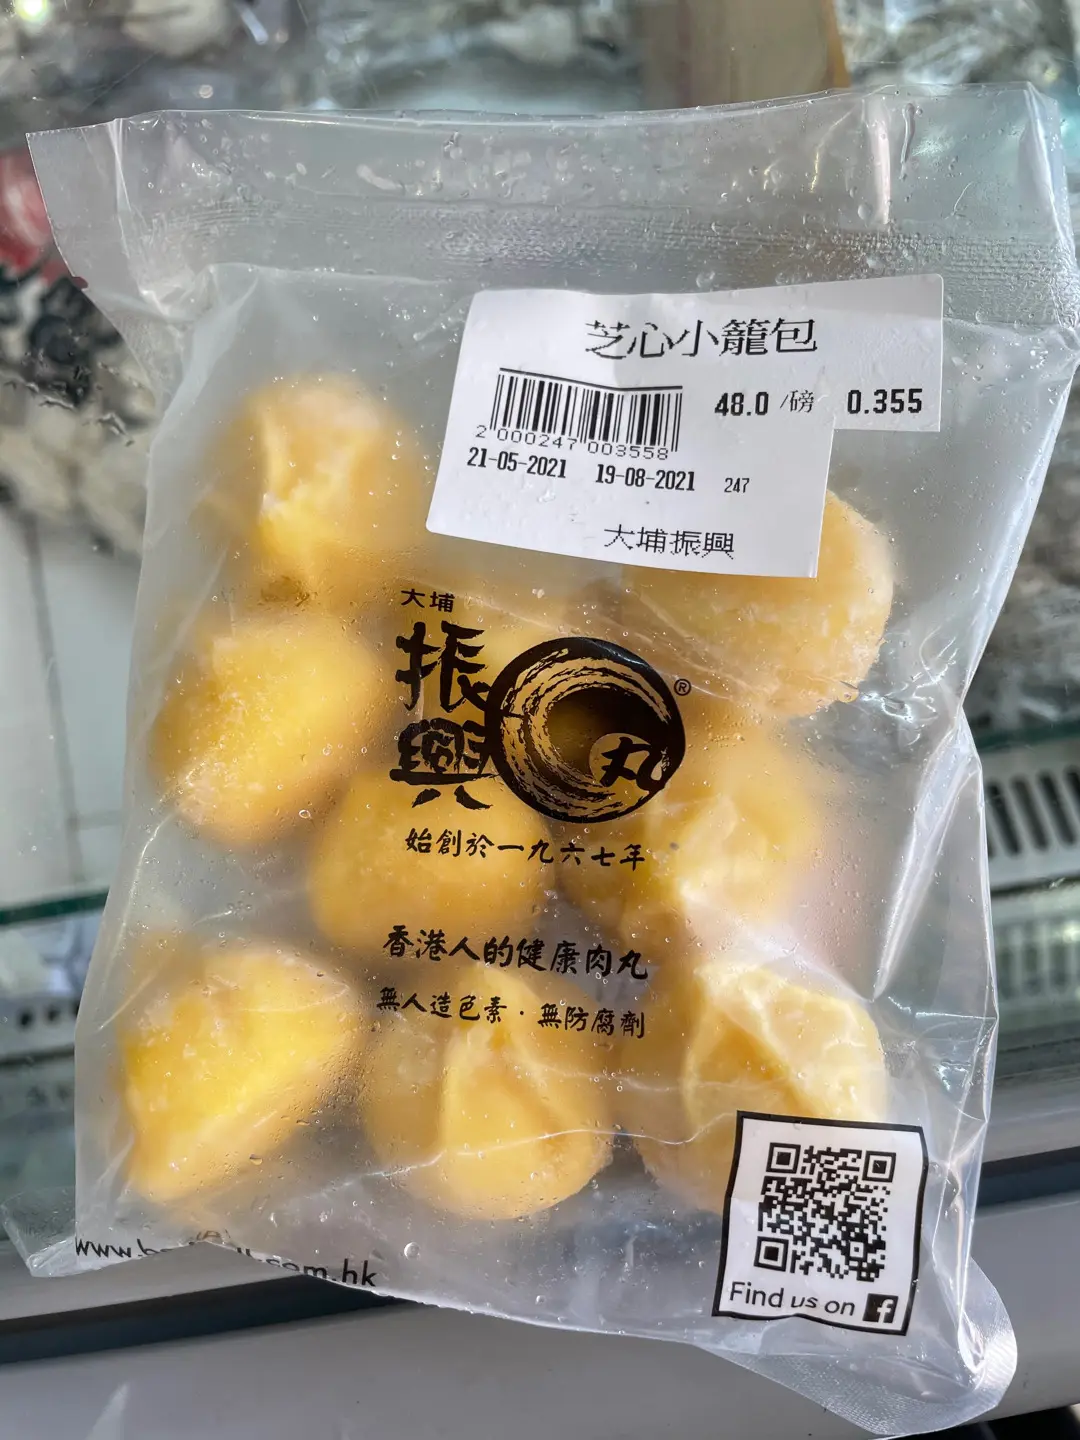 芝心小籠包
48.0 /磅 0.355
2 000247 003558
21-05-2021 19-08-2021 247
大埔振興
大埔
振興
丸
®
始創於一九六七年
香港人的健康肉丸
無人造色素·無防腐劑
Find us on f